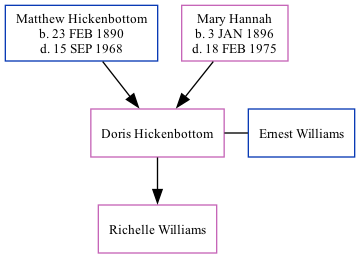 Matthew Hickenbottom
b. 23 FEB 1890
d. 15 SEP 1968
Mary Hannah
b. 3 JAN 1896
d. 18 FEB 1975
Doris Hickenbottom
Ernest Williams
Richelle Williams